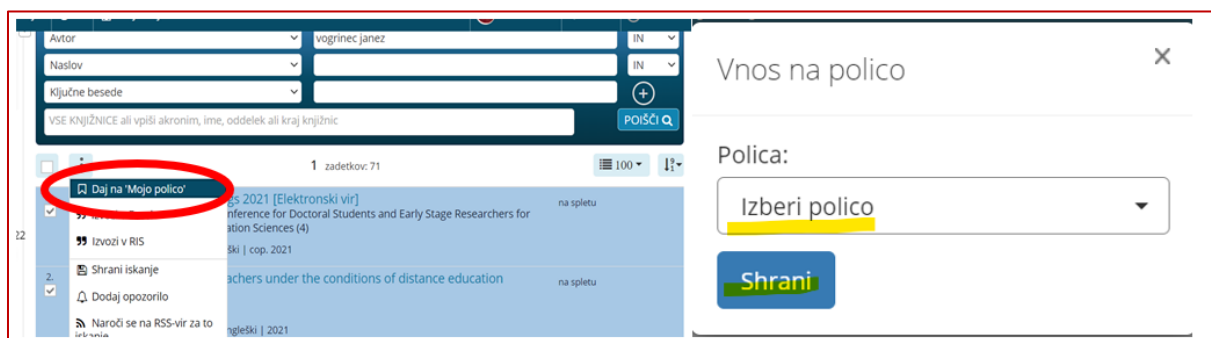 Avtor vogrinec janez IN
Naslov IN
Ključne besede
VSE KNJIŽNICE ali vpiši akronim, ime, oddelek ali kraj knjižnic POIŠČI
1 zadetkov: 71 100
Daj na 'Mojo polico'
gs 2021 [Elektronski vir] na spletu
nference for Doctoral Students and Early Stage Researchers for
ation Sciences (4)
Izvozi v RIS
ški | cop. 2021
22
Shrani iskanje
2. achers under the conditions of distance education na spletu
Dodaj opozorilo
Naroči se na RSS-vir za to
iskanje
ngleški | 2021
Vnos na polico
Polica:
Izberi polico
Shrani